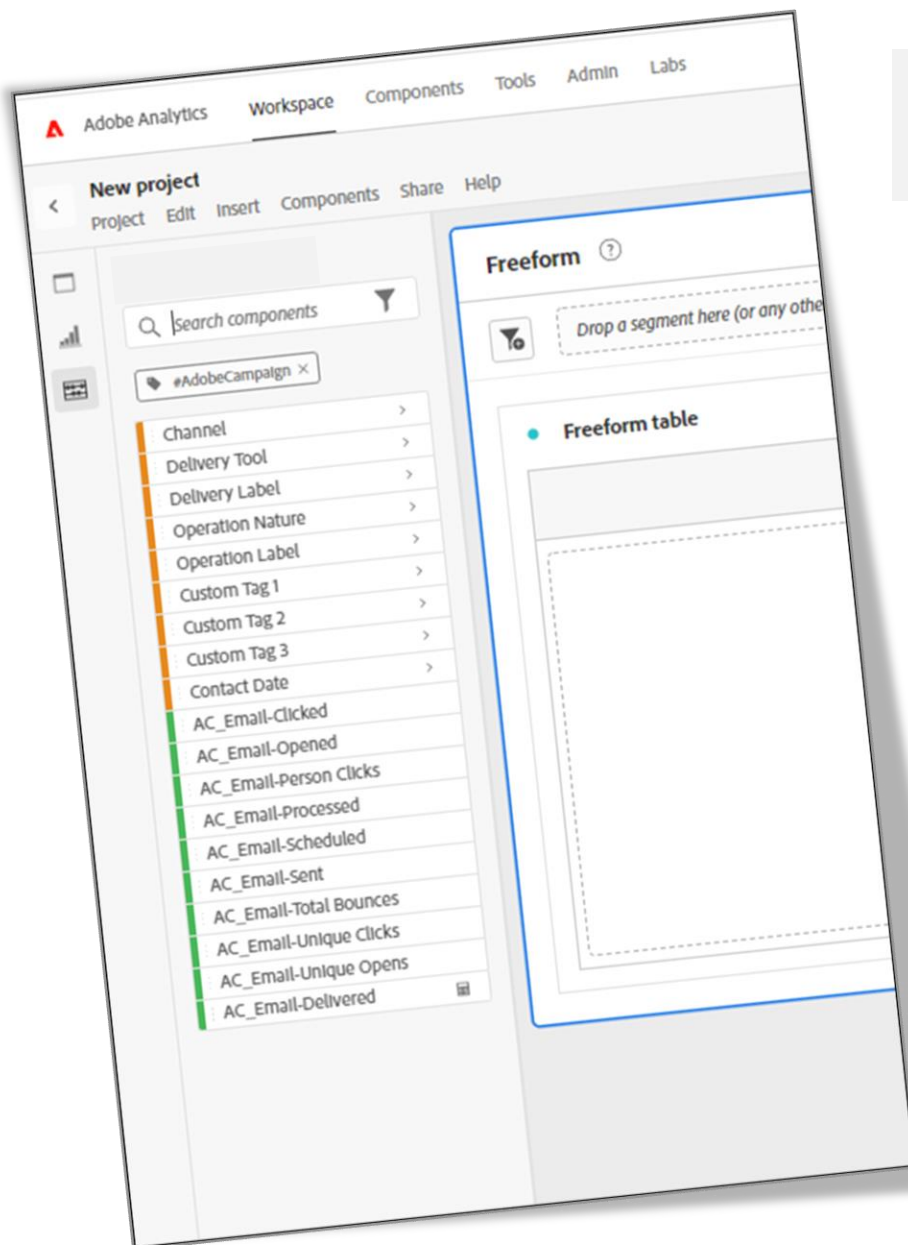 Adobe Analytics Workspace Components Tools Admin Labs
New project
Project Edit Insert Components Share Help
Freeform ?
Search components
Drop a segment here (or any othe
#AdobeCampaign ×
Freeform table
Channel
Delivery Tool
Delivery Label
Operation Nature
Operation Label
Custom Tag 1
Custom Tag 2
Custom Tag 3
Contact Date
AC_Email-Clicked
AC_Email-Opened
AC_Email-Person Clicks
AC_Email-Processed
AC_Email-Scheduled
AC_Email-Sent
AC_Email-Total Bounces
AC_Email-Unique Clicks
AC_Email-Unique Opens
AC_Email-Delivered